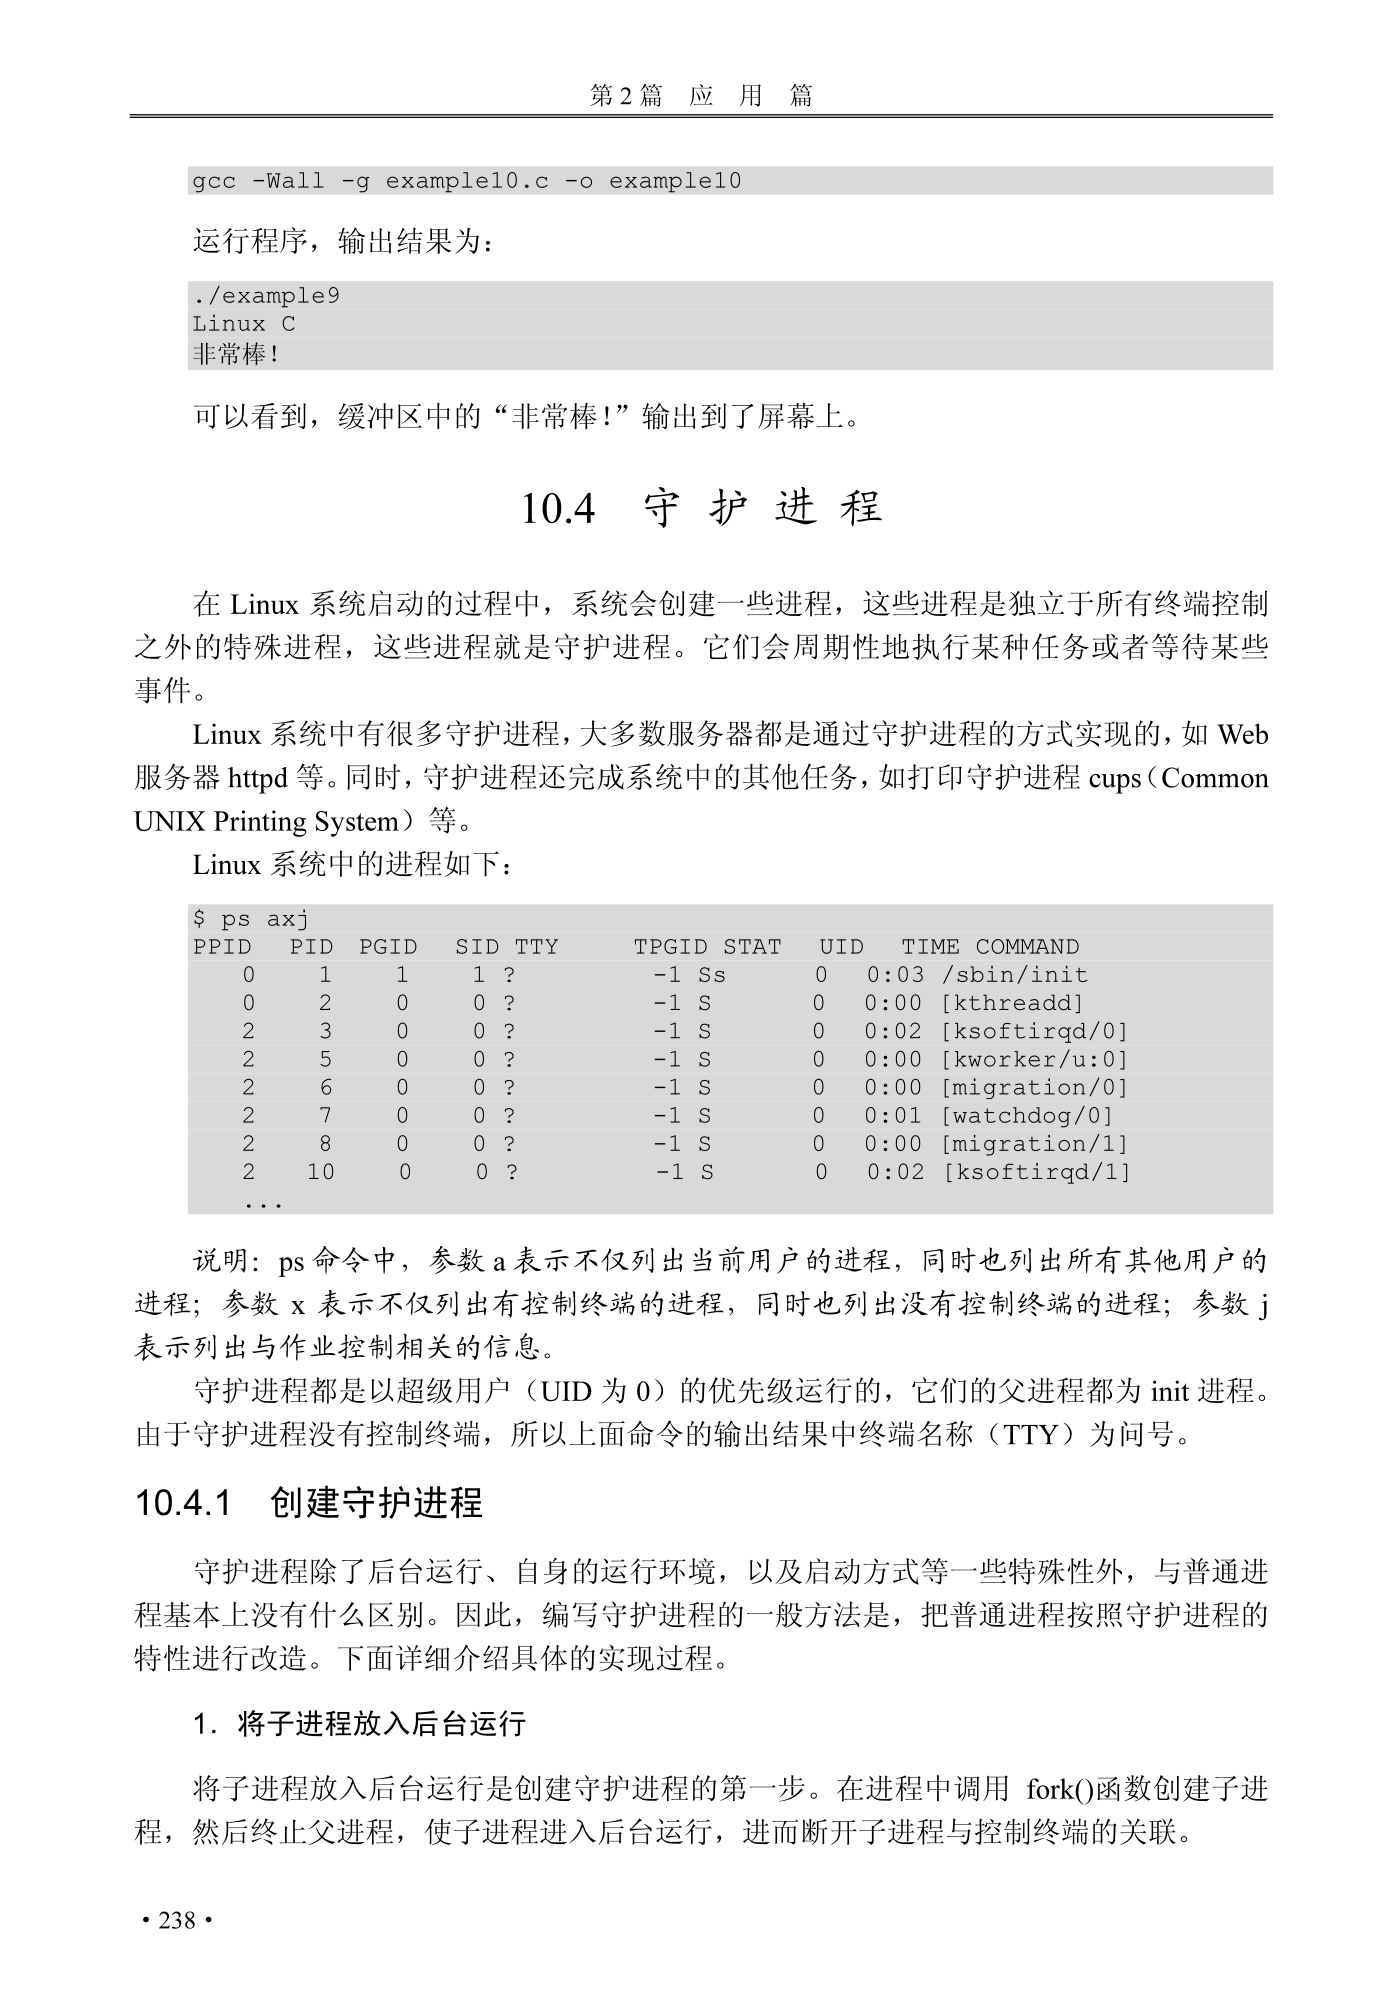 第 2 篇　应　用　篇
gcc -Wall -g example10.c -o example10
运行程序，输出结果为：
./example9
Linux C
非常棒！
可以看到，缓冲区中的“非常棒！”输出到了屏幕上。
10.4　守 护 进 程
在 Linux 系统启动的过程中，系统会创建一些进程，这些进程是独立于所有终端控制
之外的特殊进程，这些进程就是守护进程。它们会周期性地执行某种任务或者等待某些
事件。
Linux 系统中有很多守护进程，大多数服务器都是通过守护进程的方式实现的，如 Web
服务器 httpd 等。同时，守护进程还完成系统中的其他任务，如打印守护进程 cups（Common
UNIX Printing System）等。
Linux 系统中的进程如下：
$ ps axj
PPID PID PGID SID TTY TPGID STAT UID TIME COMMAND
0 1 1 1 ? -1 Ss 0 0:03 /sbin/init
0 2 0 0 ? -1 S 0 0:00 [kthreadd]
2 3 0 0 ? -1 S 0 0:02 [ksoftirqd/0]
2 5 0 0 ? -1 S 0 0:00 [kworker/u:0]
2 6 0 0 ? -1 S 0 0:00 [migration/0]
2 7 0 0 ? -1 S 0 0:01 [watchdog/0]
2 8 0 0 ? -1 S 0 0:00 [migration/1]
2 10 0 0 ? -1 S 0 0:02 [ksoftirqd/1]
...
说明：ps 命令中，参数 a 表示不仅列出当前用户的进程，同时也列出所有其他用户的
进程；参数 x 表示不仅列出有控制终端的进程，同时也列出没有控制终端的进程；参数 j
表示列出与作业控制相关的信息。
守护进程都是以超级用户（UID 为 0）的优先级运行的，它们的父进程都为 init 进程。
由于守护进程没有控制终端，所以上面命令的输出结果中终端名称（TTY）为问号。
10.4.1　创建守护进程
守护进程除了后台运行、自身的运行环境，以及启动方式等一些特殊性外，与普通进
程基本上没有什么区别。因此，编写守护进程的一般方法是，把普通进程按照守护进程的
特性进行改造。下面详细介绍具体的实现过程。
1．将子进程放入后台运行
将子进程放入后台运行是创建守护进程的第一步。在进程中调用 fork()函数创建子进
程，然后终止父进程，使子进程进入后台运行，进而断开子进程与控制终端的关联。
·238·